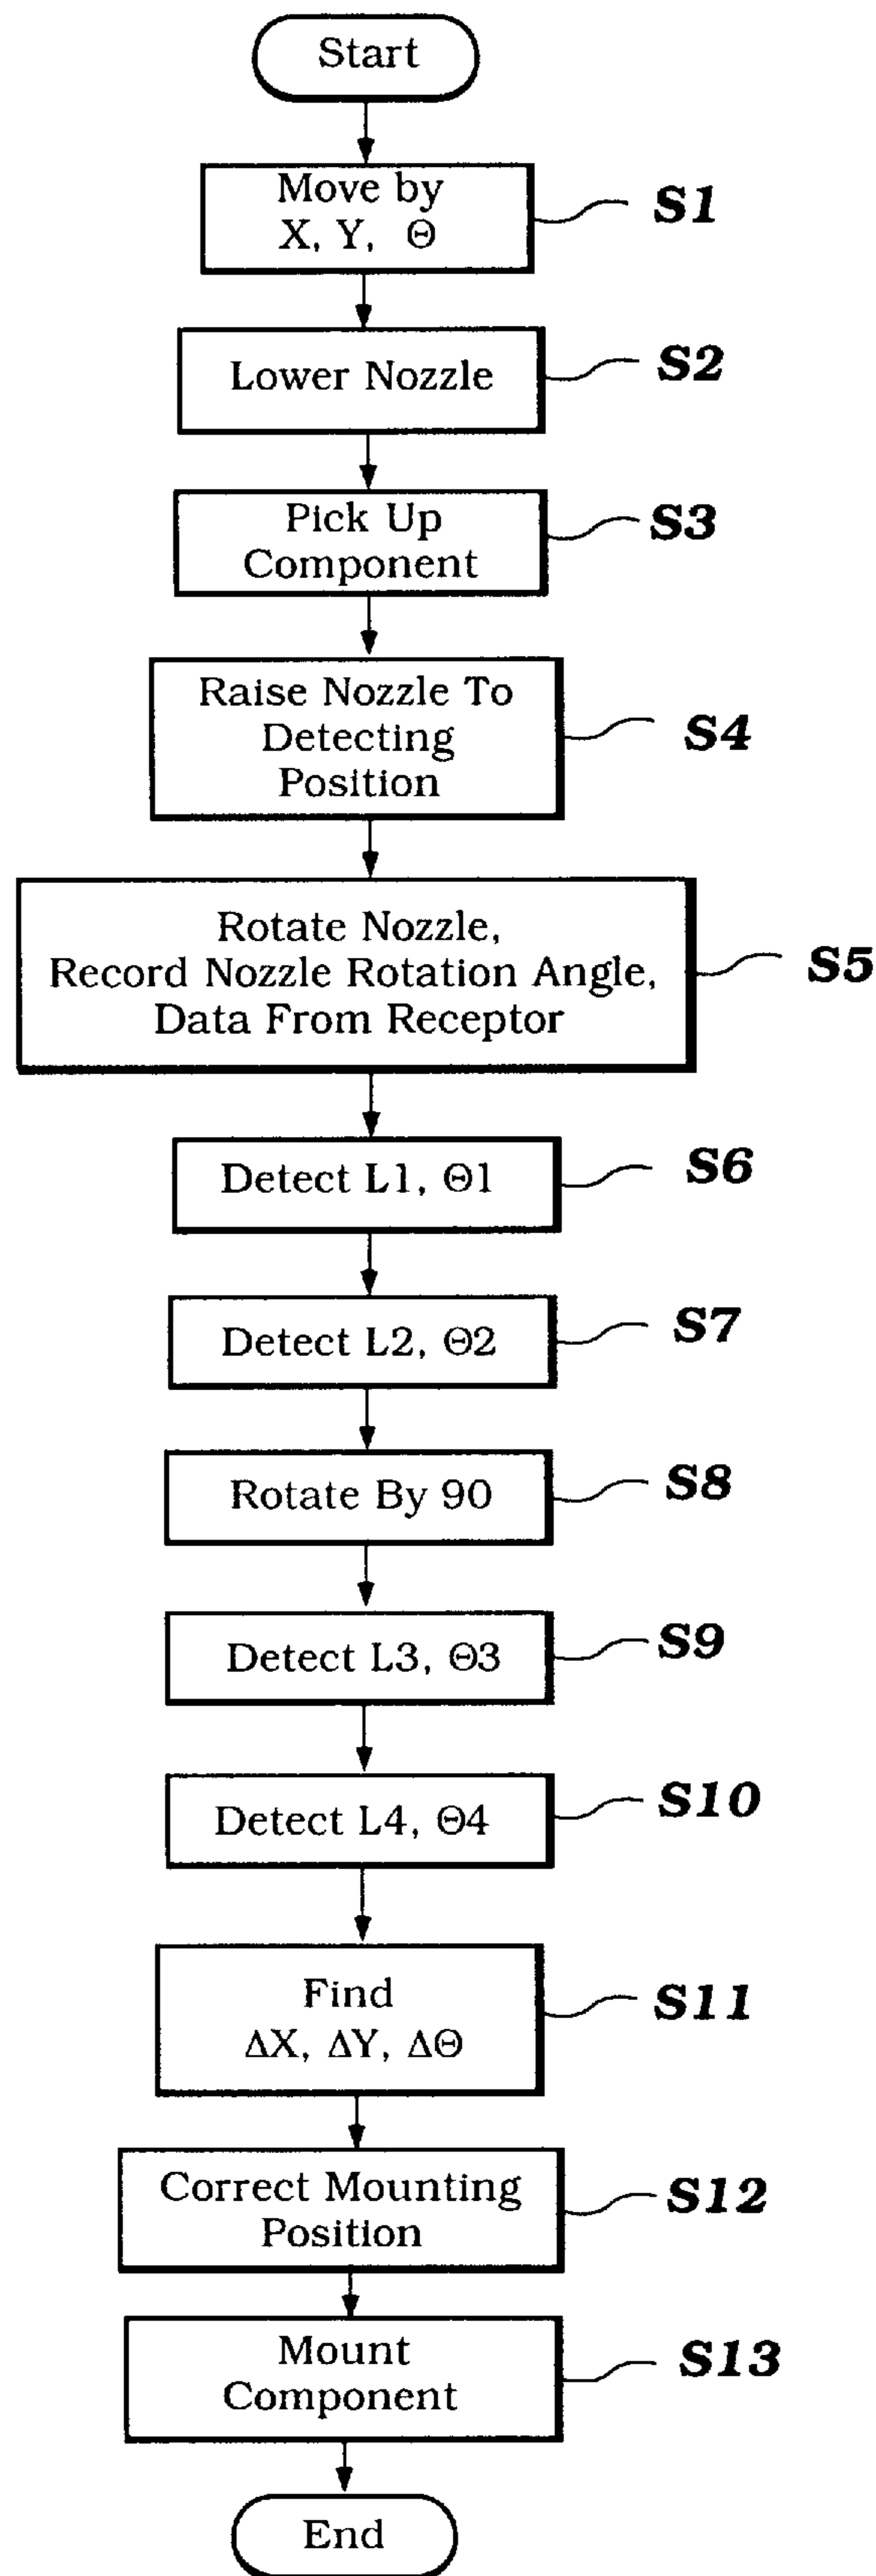 Start
Move by
X, Y, Θ
S1
Lower Nozzle
S2
Pick Up
Component
S3
Raise Nozzle To
Detecting
Position
S4
Rotate Nozzle,
Record Nozzle Rotation Angle,
Data From Receptor
S5
Detect L1, Θ1
S6
Detect L2, Θ2
S7
Rotate By 90
S8
Detect L3, Θ3
S9
Detect L4, Θ4
S10
Find
ΔX, ΔY, ΔΘ
S11
Correct Mounting
Position
S12
Mount
Component
S13
End